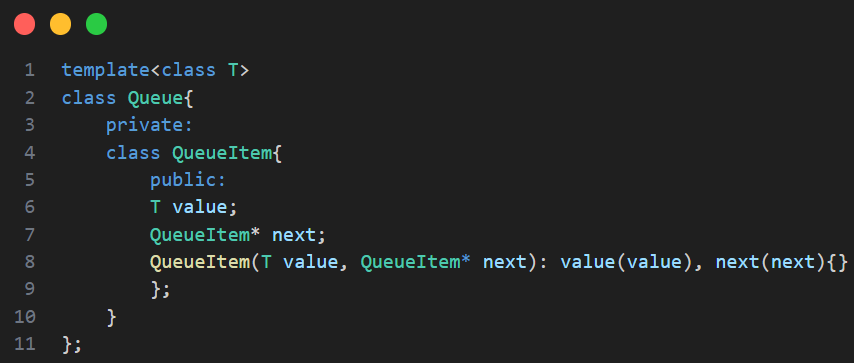 1 template<class T>
2 class Queue{
3     private:
4     class QueueItem{
5         public:
6         T value;
7         QueueItem* next;
8         QueueItem(T value, QueueItem* next): value(value), next(next){}
9         };
10     }
11 };